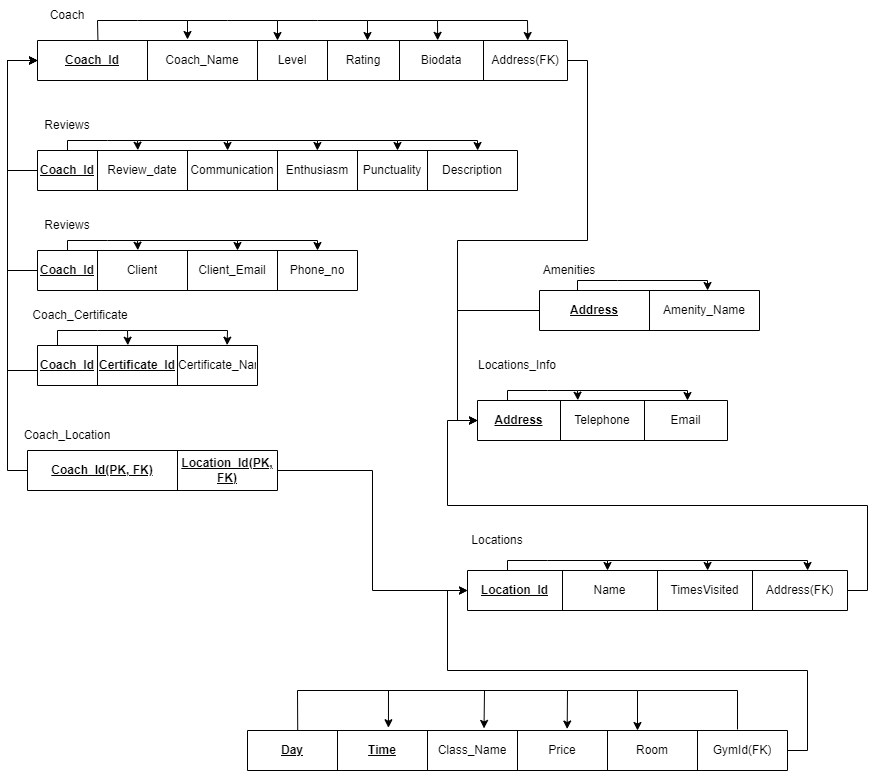 Coach
Coach_Id Coach_Name Level Rating Biodata Address(FK)
Reviews
Coach_Id Review_date Communication Enthusiasm Punctuality Description
Reviews
Coach_Id Client Client_Email Phone_no
Amenities
Address Amenity_Name
Coach_Certificate
Coach_Id Certificate_Id Certificate_Nar
Locations_Info
Address Telephone Email
Coach_Location
Coach_Id(PK, FK) Location_Id(PK,
FK)
Locations
Location_Id Name TimesVisited Address(FK)
Day Time Class_Name Price Room GymId(FK)